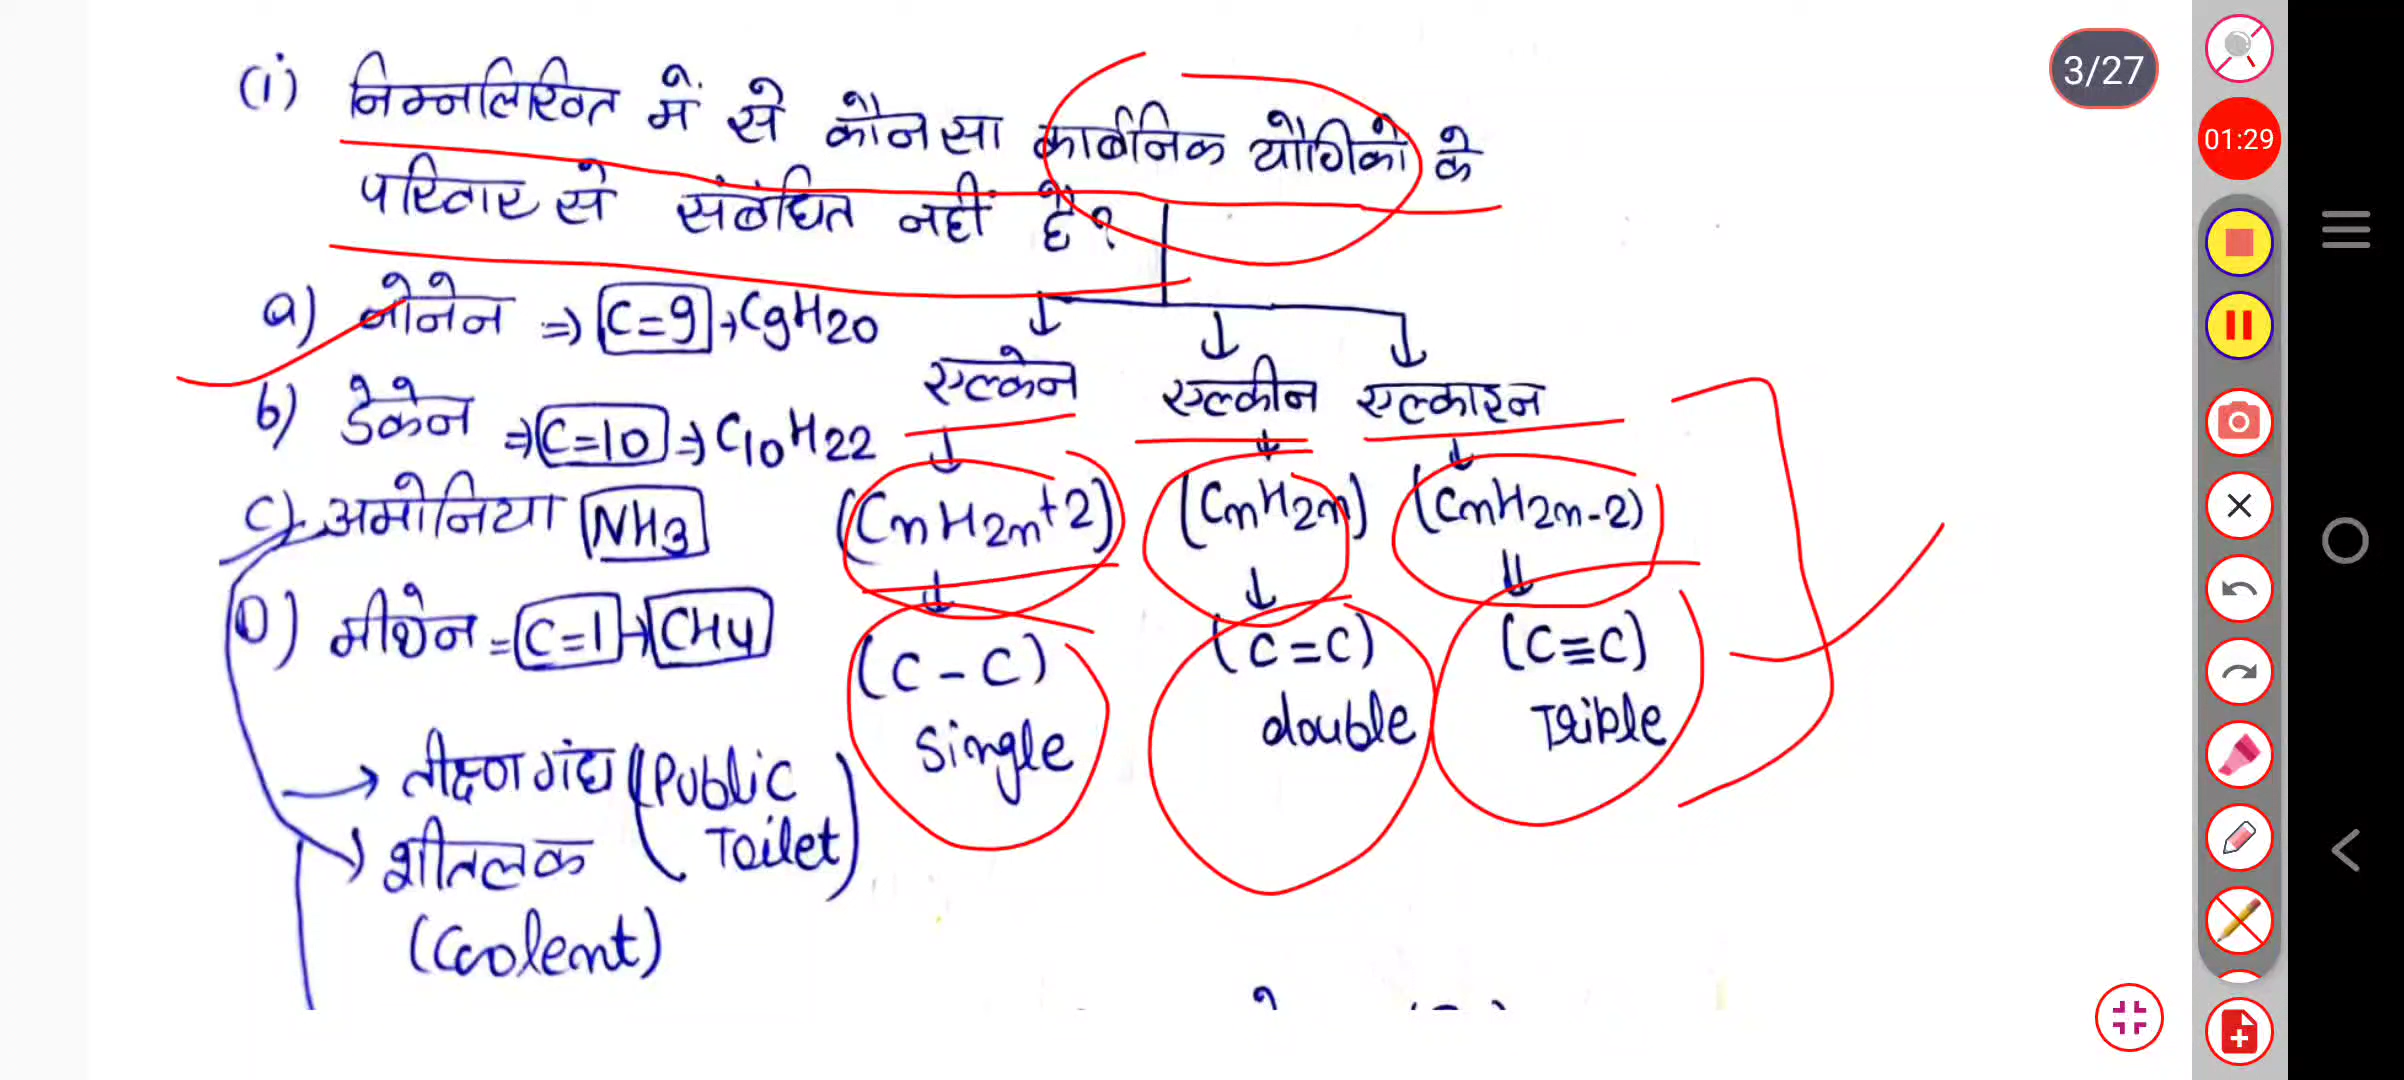 (i) निम्नलिखित में से कौनसा कार्बनिक यौगिको के
परिवार से संबंधित नहीं है?
a) नोनेन ⇒ C=9 → C9H20
b) डेकेन ⇒ C=10 ⇒ C10H22
c) अमोनिया NH3
D) मीथेन = C=1 → CH4
एल्केन एल्कीन एल्काइन
(CnH2n+2) (CnH2n) (CnH2n-2)
(C-C) (C=C) (C≡C)
Single double Trible
→ तीक्ष्ण गंध (Public Toilet)
→ शीतलक
(Coolent)
3/27
01:29